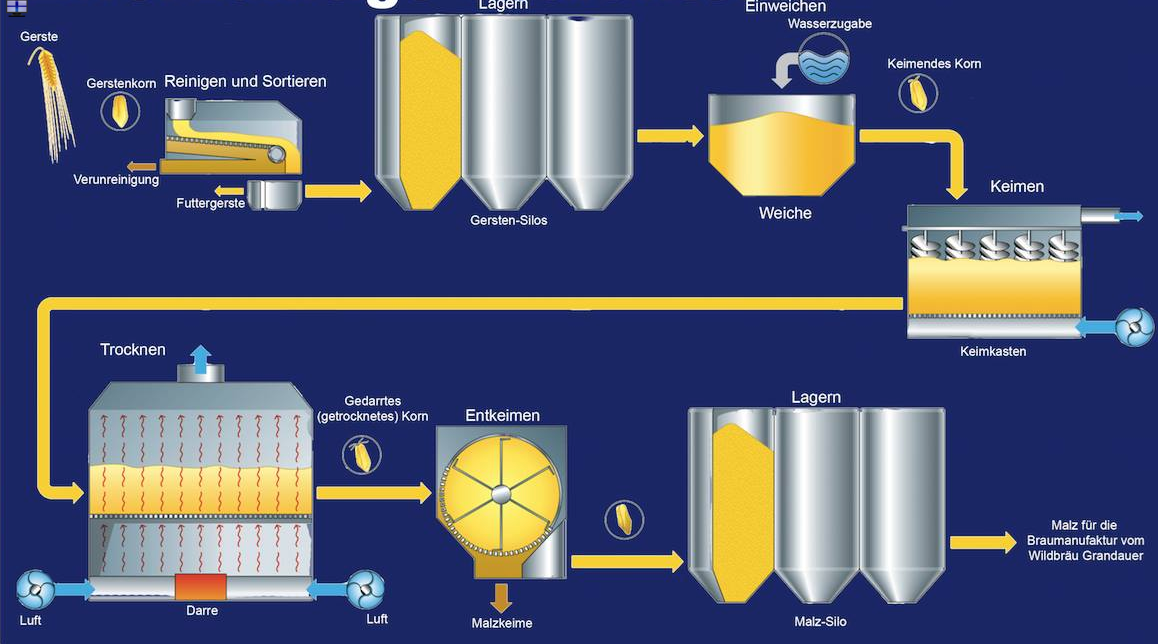 Lagern
Einweichen
Wasserzugabe
Gerste
Gerstenkorn
Reinigen und Sortieren
Keimendes Korn
Verunreinigung
Futtergerste
Gersten-Silos
Weiche
Keimen
Keimkasten
Trocknen
Gedarrtes
(getrocknetes) Korn
Entkeimen
Lagern
Malz für die
Braumanufaktur vom
Wildbräu Grandauer
Luft
Darre
Luft
Malzkeime
Malz-Silo